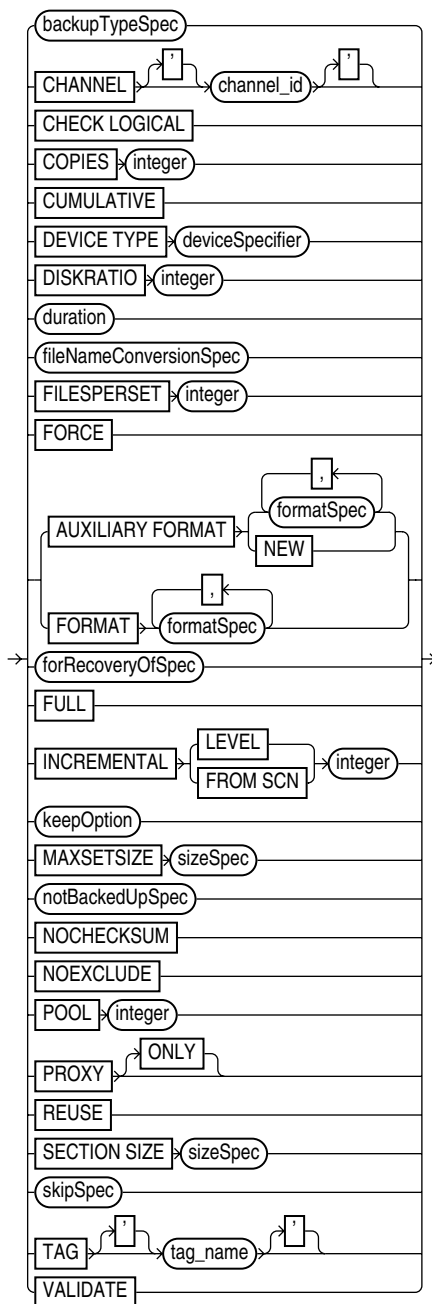 backupTypeSpec
CHANNEL ' channel_id '
CHECK LOGICAL
COPIES integer
CUMULATIVE
DEVICE TYPE deviceSpecifier
DISKRATIO integer
duration
fileNameConversionSpec
FILESPERSET integer
FORCE
,
AUXILIARY FORMAT formatSpec
NEW
,
FORMAT formatSpec
forRecoveryOfSpec
FULL
INCREMENTAL LEVEL integer
FROM SCN
keepOption
MAXSETSIZE sizeSpec
notBackedUpSpec
NOCHECKSUM
NOEXCLUDE
POOL integer
PROXY ONLY
REUSE
SECTION SIZE sizeSpec
skipSpec
TAG ' tag_name '
VALIDATE